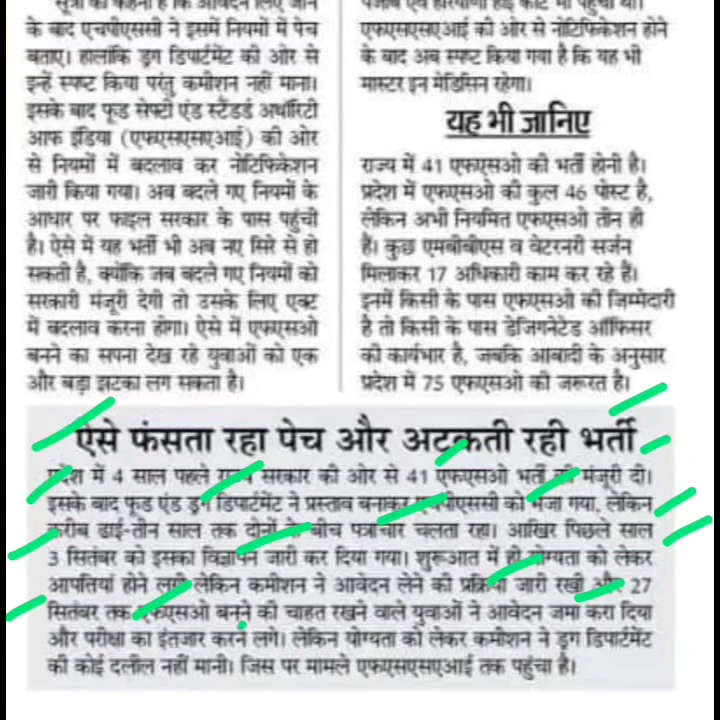 सूत्रों का कहना है कि आवेदन लिए जाने
के बाद एचपीएससी ने इसमें नियमों में पेच
बताए। हालांकि ड्रग डिपार्टमेंट की ओर से
इन्हें स्पष्ट किया परंतु कमीशन नहीं माना।
इसके बाद फूड सेफ्टी एंड स्टैंडर्ड अथॉरिटी
आफ इंडिया (एफएसएसएआई) की ओर
से नियमों में बदलाव कर नोटिफिकेशन
जारी किया गया। अब बदले गए नियमों के
आधार पर फाइल सरकार के पास पहुंची
है। ऐसे में यह भर्ती भी अब नए सिरे से हो
सकती है, क्योंकि जब बदले गए नियमों को
सरकारी मंजूरी देगी तो उसके लिए एक्ट
में बदलाव करना होगा। ऐसे में एफएसओ
बनने का सपना देख रहे युवाओं को एक
और बड़ा झटका लग सकता है।
पंजाब एवं हरियाणा हाई कोर्ट भी पहुंचा था।
एफएसएसएआई की ओर से नोटिफिकेशन होने
के बाद अब स्पष्ट किया गया है कि यह भी
मास्टर इन मेडिसिन रहेगा।
यह भी जानिए
राज्य में 41 एफएसओ की भर्ती होनी है।
प्रदेश में एफएसओ की कुल 46 पोस्ट है,
लेकिन अभी नियमित एफएसओ तीन ही
हैं। कुछ एमबीबीएस व वेटरनरी सर्जन
मिलाकर 17 अधिकारी काम कर रहे हैं।
इनमें किसी के पास एफएसओ की जिम्मेदारी
है तो किसी के पास डेजिगनेटेड ऑफिसर
की कार्यभार है, जबकि आबादी के अनुसार
प्रदेश में 75 एफएसओ की जरूरत है।
ऐसे फंसता रहा पेच और अटकती रही भर्ती
प्रदेश में 4 साल पहले राज्य सरकार की ओर से 41 एफएसओ भर्ती की मंजूरी दी।
इसके बाद फूड एंड ड्रग डिपार्टमेंट ने प्रस्ताव बनाकर एचपीएससी को भेजा गया, लेकिन
करीब ढाई-तीन साल तक दोनों के बीच पत्राचार चलता रहा। आखिर पिछले साल
3 सितंबर को इसका विज्ञापन जारी कर दिया गया। शुरूआत में ही योग्यता को लेकर
आपतियां होने लगी लेकिन कमीशन ने आवेदन लेने की प्रक्रिया जारी रखी और 27
सितंबर तक एफएसओ बनने की चाहत रखने वाले युवाओं ने आवेदन जमा करा दिया
और परीक्षा का इंतजार करने लगे। लेकिन योग्यता को लेकर कमीशन ने ड्रग डिपार्टमेंट
की कोई दलील नहीं मानी। जिस पर मामले एफएसएसएआई तक पहुंचा है।